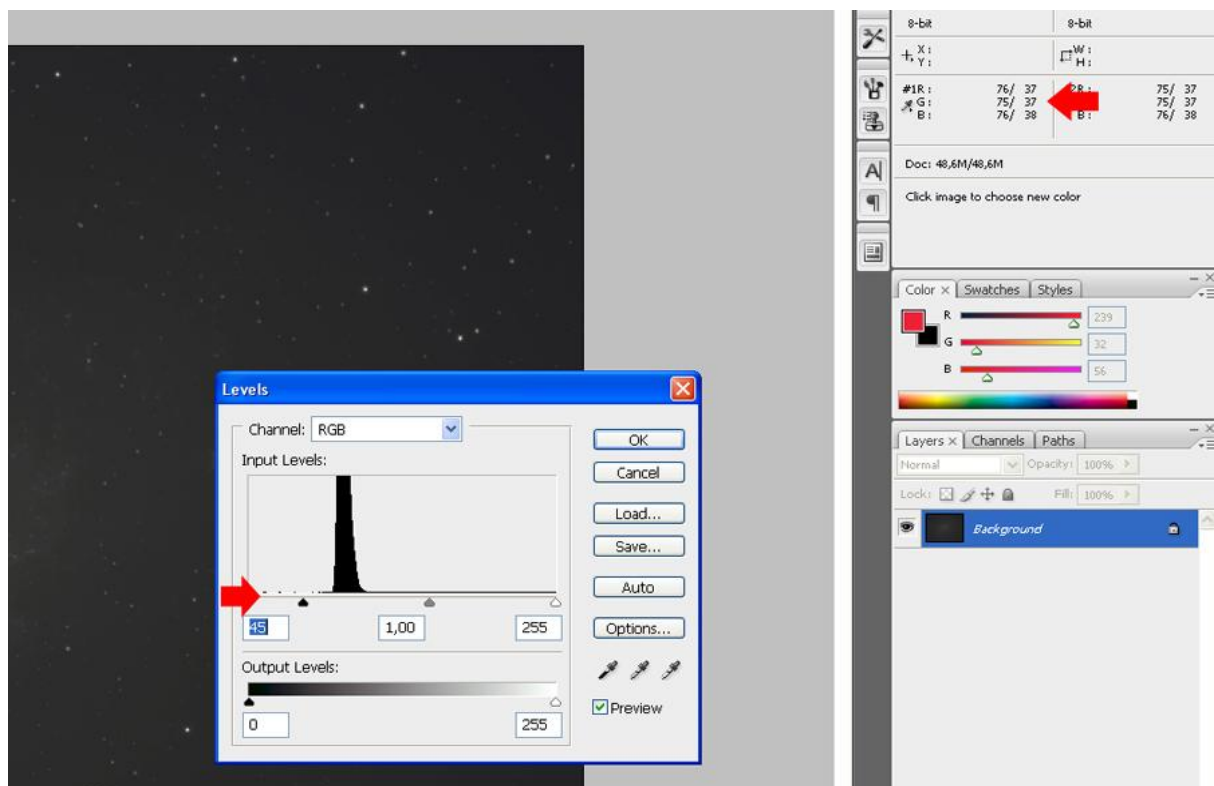 8-bit 8-bit
X: W:
Y: H:
#1R: 76/ 37 2R: 75/ 37
G: 75/ 37 75/ 37
B: 76/ 38 B: 76/ 38
Doc: 48,6M/48,6M
Click image to choose new color
Color × Swatches Styles
R 239
G 32
B 56
Levels
Channel: RGB
Input Levels:
45 1,00 255
Output Levels:
0 255
OK
Cancel
Load...
Save...
Auto
Options...
Preview
Layers × Channels Paths
Normal Opacity: 100%
Lock: Fill: 100%
Background